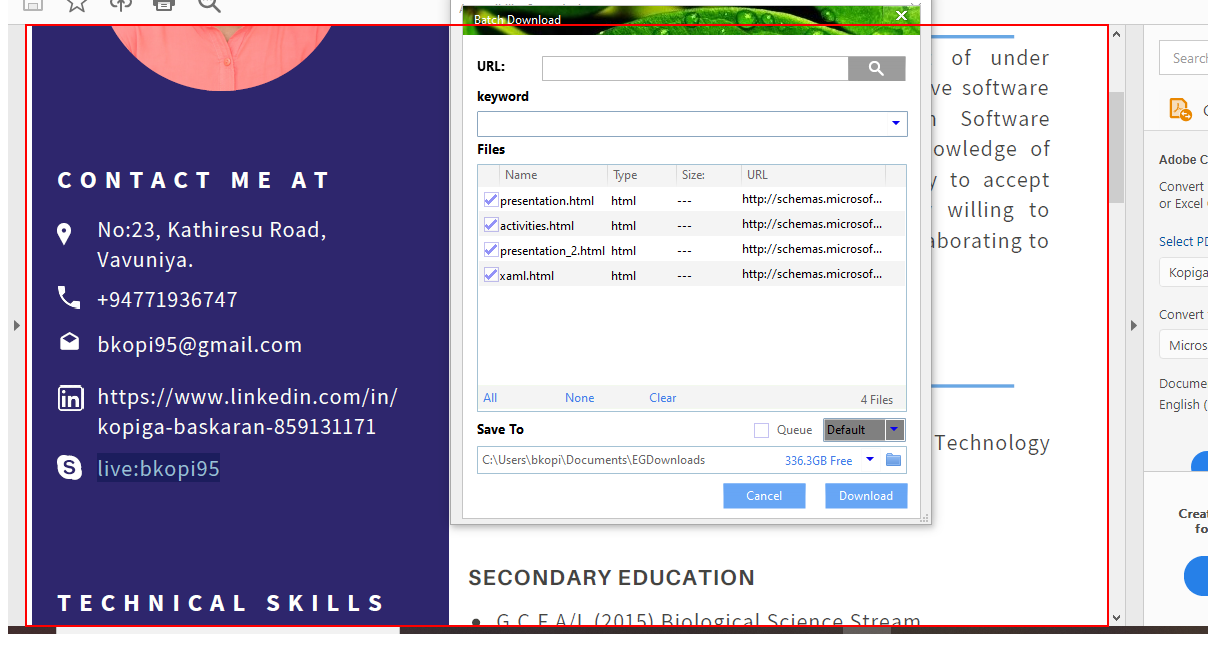 Batch Download
URL:
keyword
Files
Name Type Size: URL
presentation.html html --- http://schemas.microsof...
activities.html html --- http://schemas.microsof...
presentation_2.html html --- http://schemas.microsof...
xaml.html html --- http://schemas.microsof...
All None Clear 4 Files
Save To Queue Default
C:\Users\bkopi\Documents\EGDownloads 336.3GB Free
Cancel Download
CONTACT ME AT
No:23, Kathiresu Road,
Vavuniya.
+94771936747
bkopi95@gmail.com
https://www.linkedin.com/in/
kopiga-baskaran-859131171
live:bkopi95
TECHNICAL SKILLS
of under
ve software
Software
owledge of
y to accept
willing to
aborating to
Technology
SECONDARY EDUCATION
• G.C.E A/L (2015) Biological Science Stream
Search
Adobe C
Convert
or Excel
Select PD
Kopiga
Convert
Micros
Docume
English (
Creat
fo